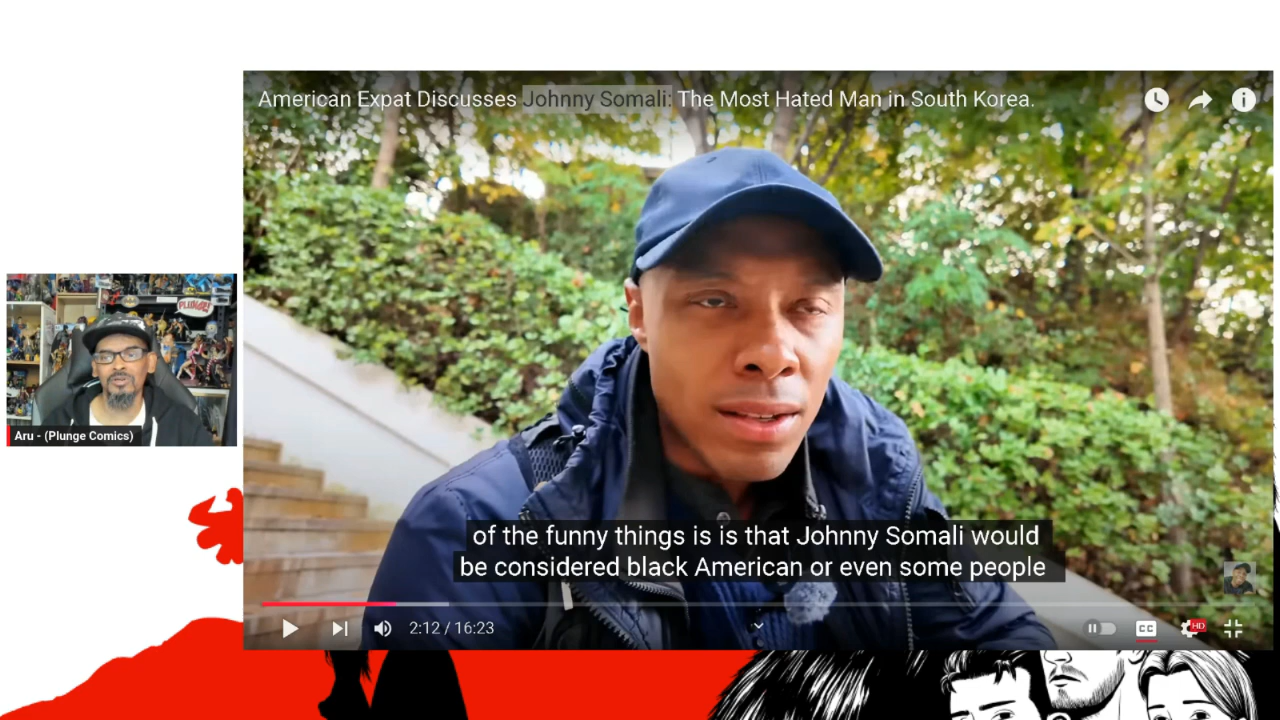 American Expat Discusses Johnny Somali: The Most Hated Man in South Korea.
PLUNGE!
Aru - (Plunge Comics)
of the funny things is is that Johnny Somali would
be considered black American or even some people
2:12 / 16:23
CC
HD